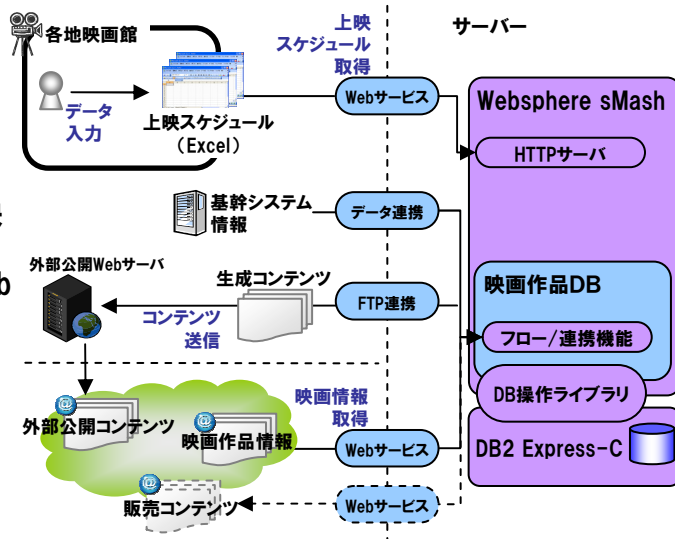 各地映画館
データ
入力
上映スケジュール
（Excel）
上映
スケジュール
取得
サーバー
Webサービス
Websphere sMash
HTTPサーバ
基幹システム
情報
データ連携
外部公開Webサーバ
b
生成コンテンツ
コンテンツ
送信
FTP連携
映画作品DB
フロー/連携機能
DB操作ライブラリ
DB2 Express-C
外部公開コンテンツ
映画作品情報
映画情報
取得
Webサービス
販売コンテンツ
Webサービス